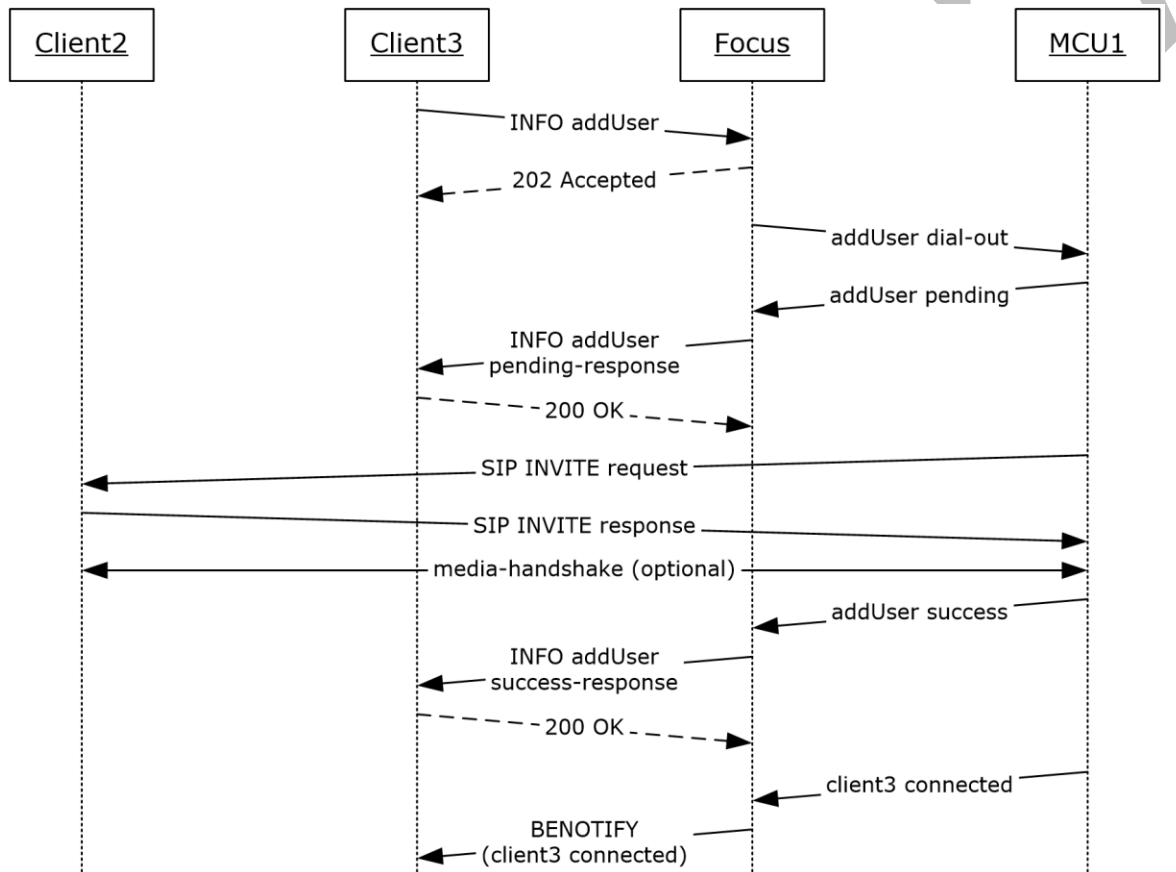 Client2
Client3
Focus
MCU1
INFO addUser
202 Accepted
addUser dial-out
addUser pending
INFO addUser
pending-response
200 OK
SIP INVITE request
SIP INVITE response
media-handshake (optional)
addUser success
INFO addUser
success-response
200 OK
client3 connected
BENOTIFY
(client3 connected)